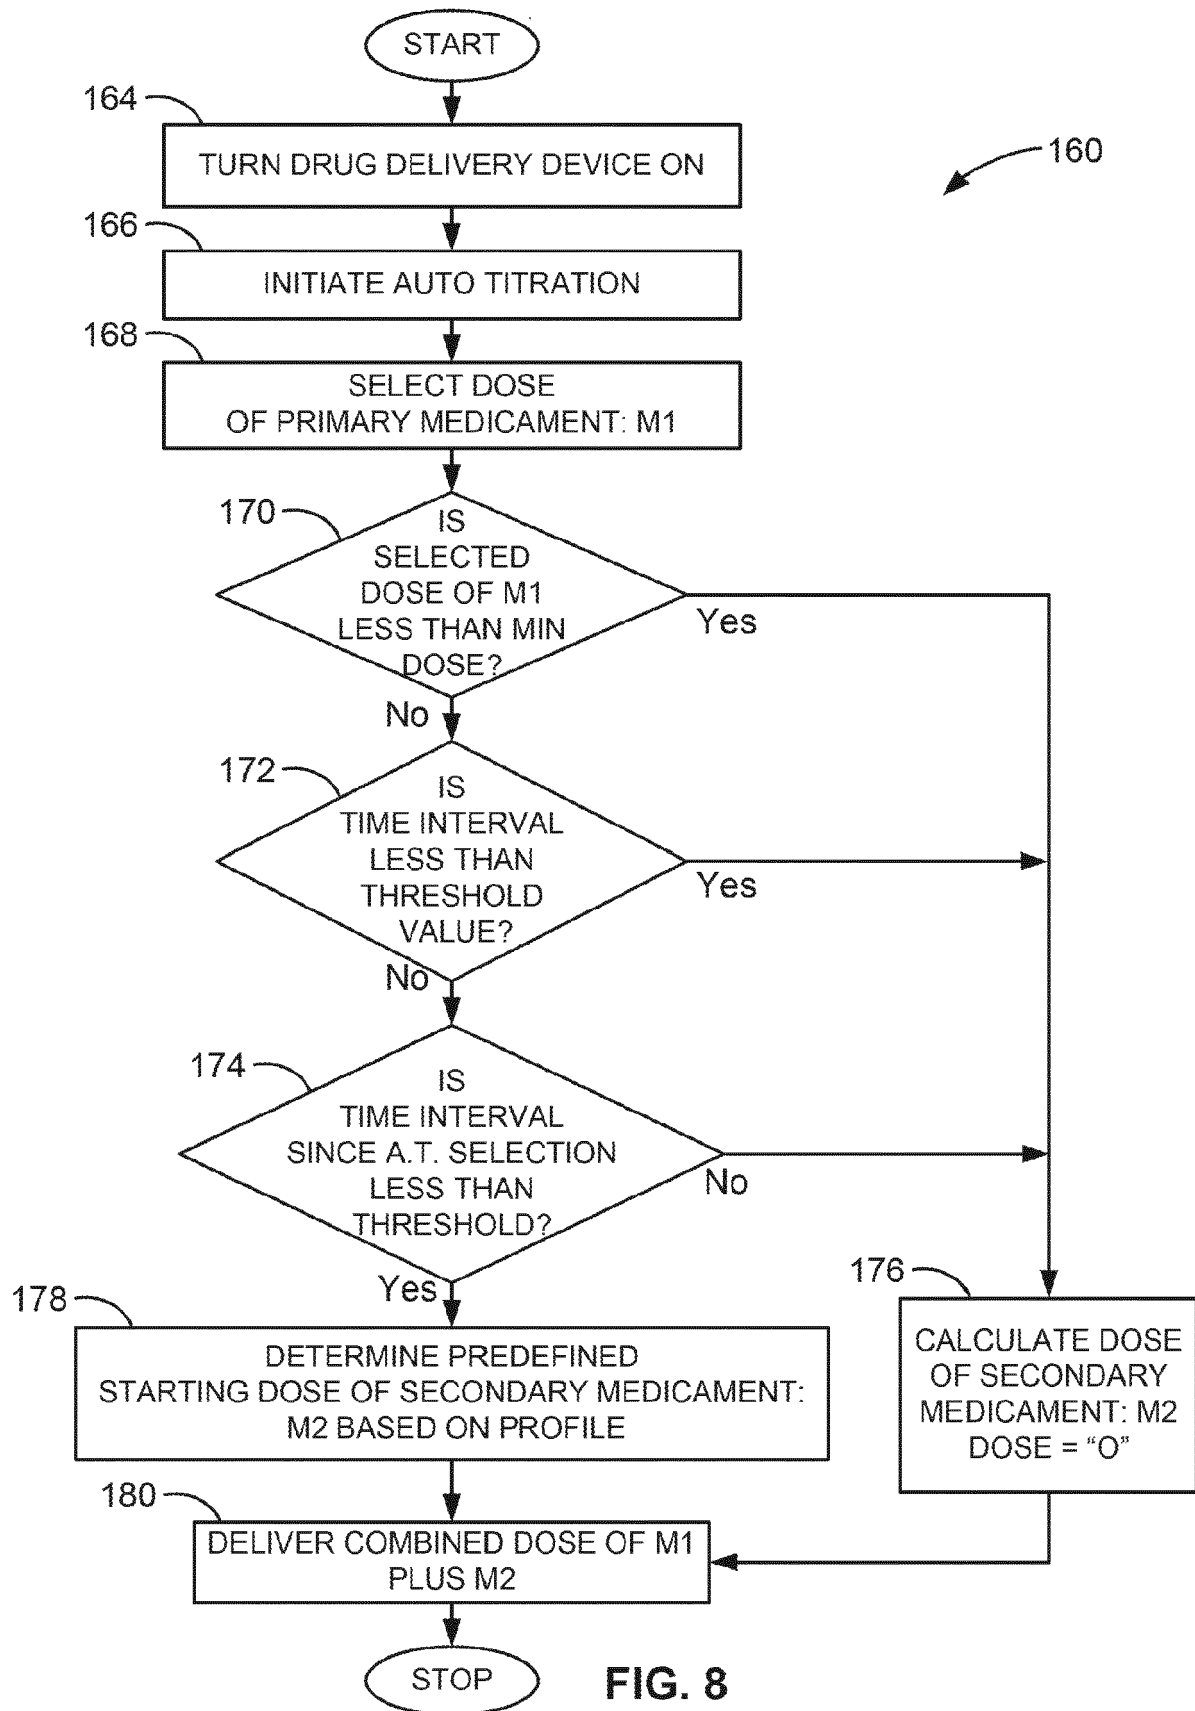 START
164
TURN DRUG DELIVERY DEVICE ON
160
166
INITIATE AUTO TITRATION
168
SELECT DOSE
OF PRIMARY MEDICAMENT: M1
170
IS
SELECTED
DOSE OF M1
LESS THAN MIN
DOSE?
Yes
No
172
IS
TIME INTERVAL
LESS THAN
THRESHOLD
VALUE?
Yes
No
174
IS
TIME INTERVAL
SINCE A.T. SELECTION
LESS THAN
THRESHOLD?
No
Yes
176
CALCULATE DOSE
OF SECONDARY
MEDICAMENT: M2
DOSE = “O”
178
DETERMINE PREDEFINED
STARTING DOSE OF SECONDARY MEDICAMENT:
M2 BASED ON PROFILE
180
DELIVER COMBINED DOSE OF M1
PLUS M2
STOP
FIG. 8